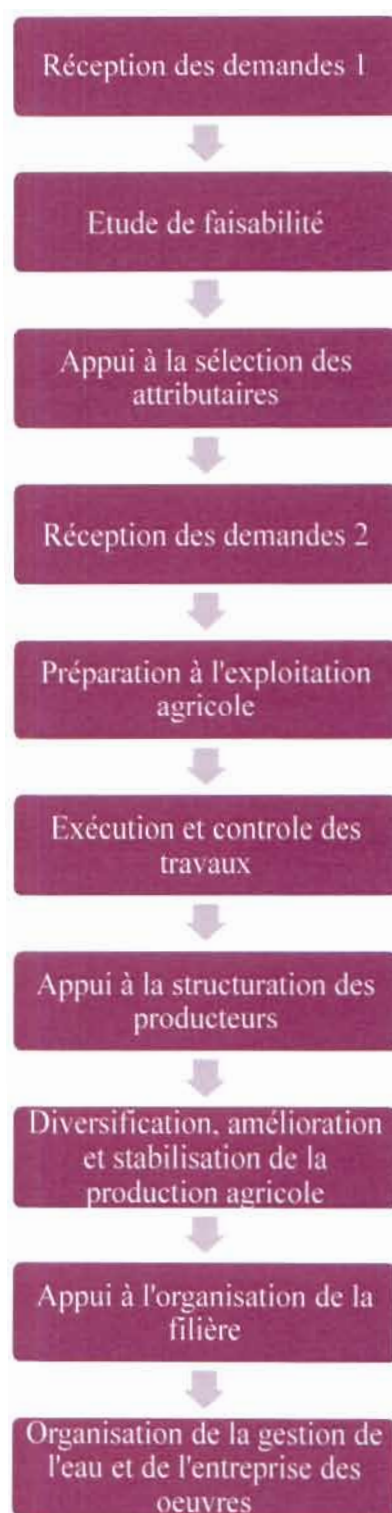 Réception des demandes 1
Etude de faisabilité
Appui à la sélection des
attributaires
Réception des demandes 2
Préparation à l'exploitation
agricole
Exécution et controle des
travaux
Appui à la structuration des
producteurs
Diversification, amélioration
et stabilisation de la
production agricole
Appui à l'organisation de la
filière
Organisation de la gestion de
l'eau et de l'entreprise des
oeuvres